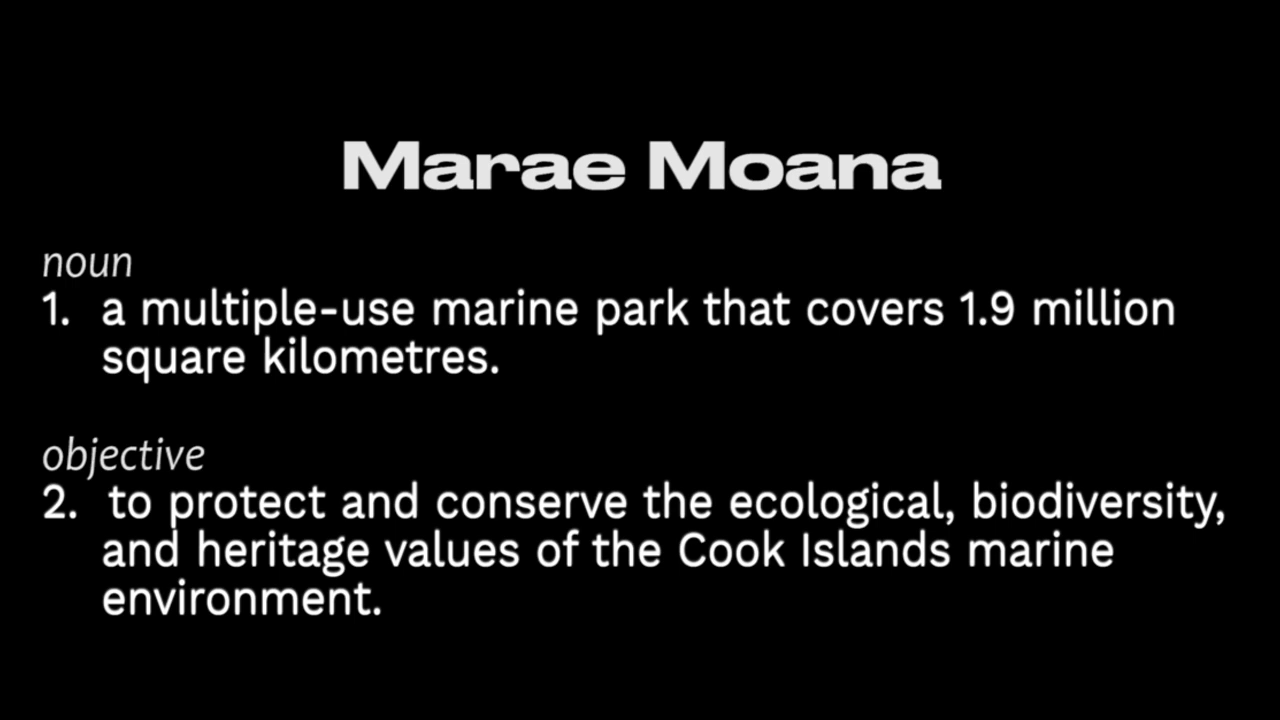 Marae Moana
noun
1. a multiple-use marine park that covers 1.9 million
square kilometres.
objective
2. to protect and conserve the ecological, biodiversity,
and heritage values of the Cook Islands marine
environment.